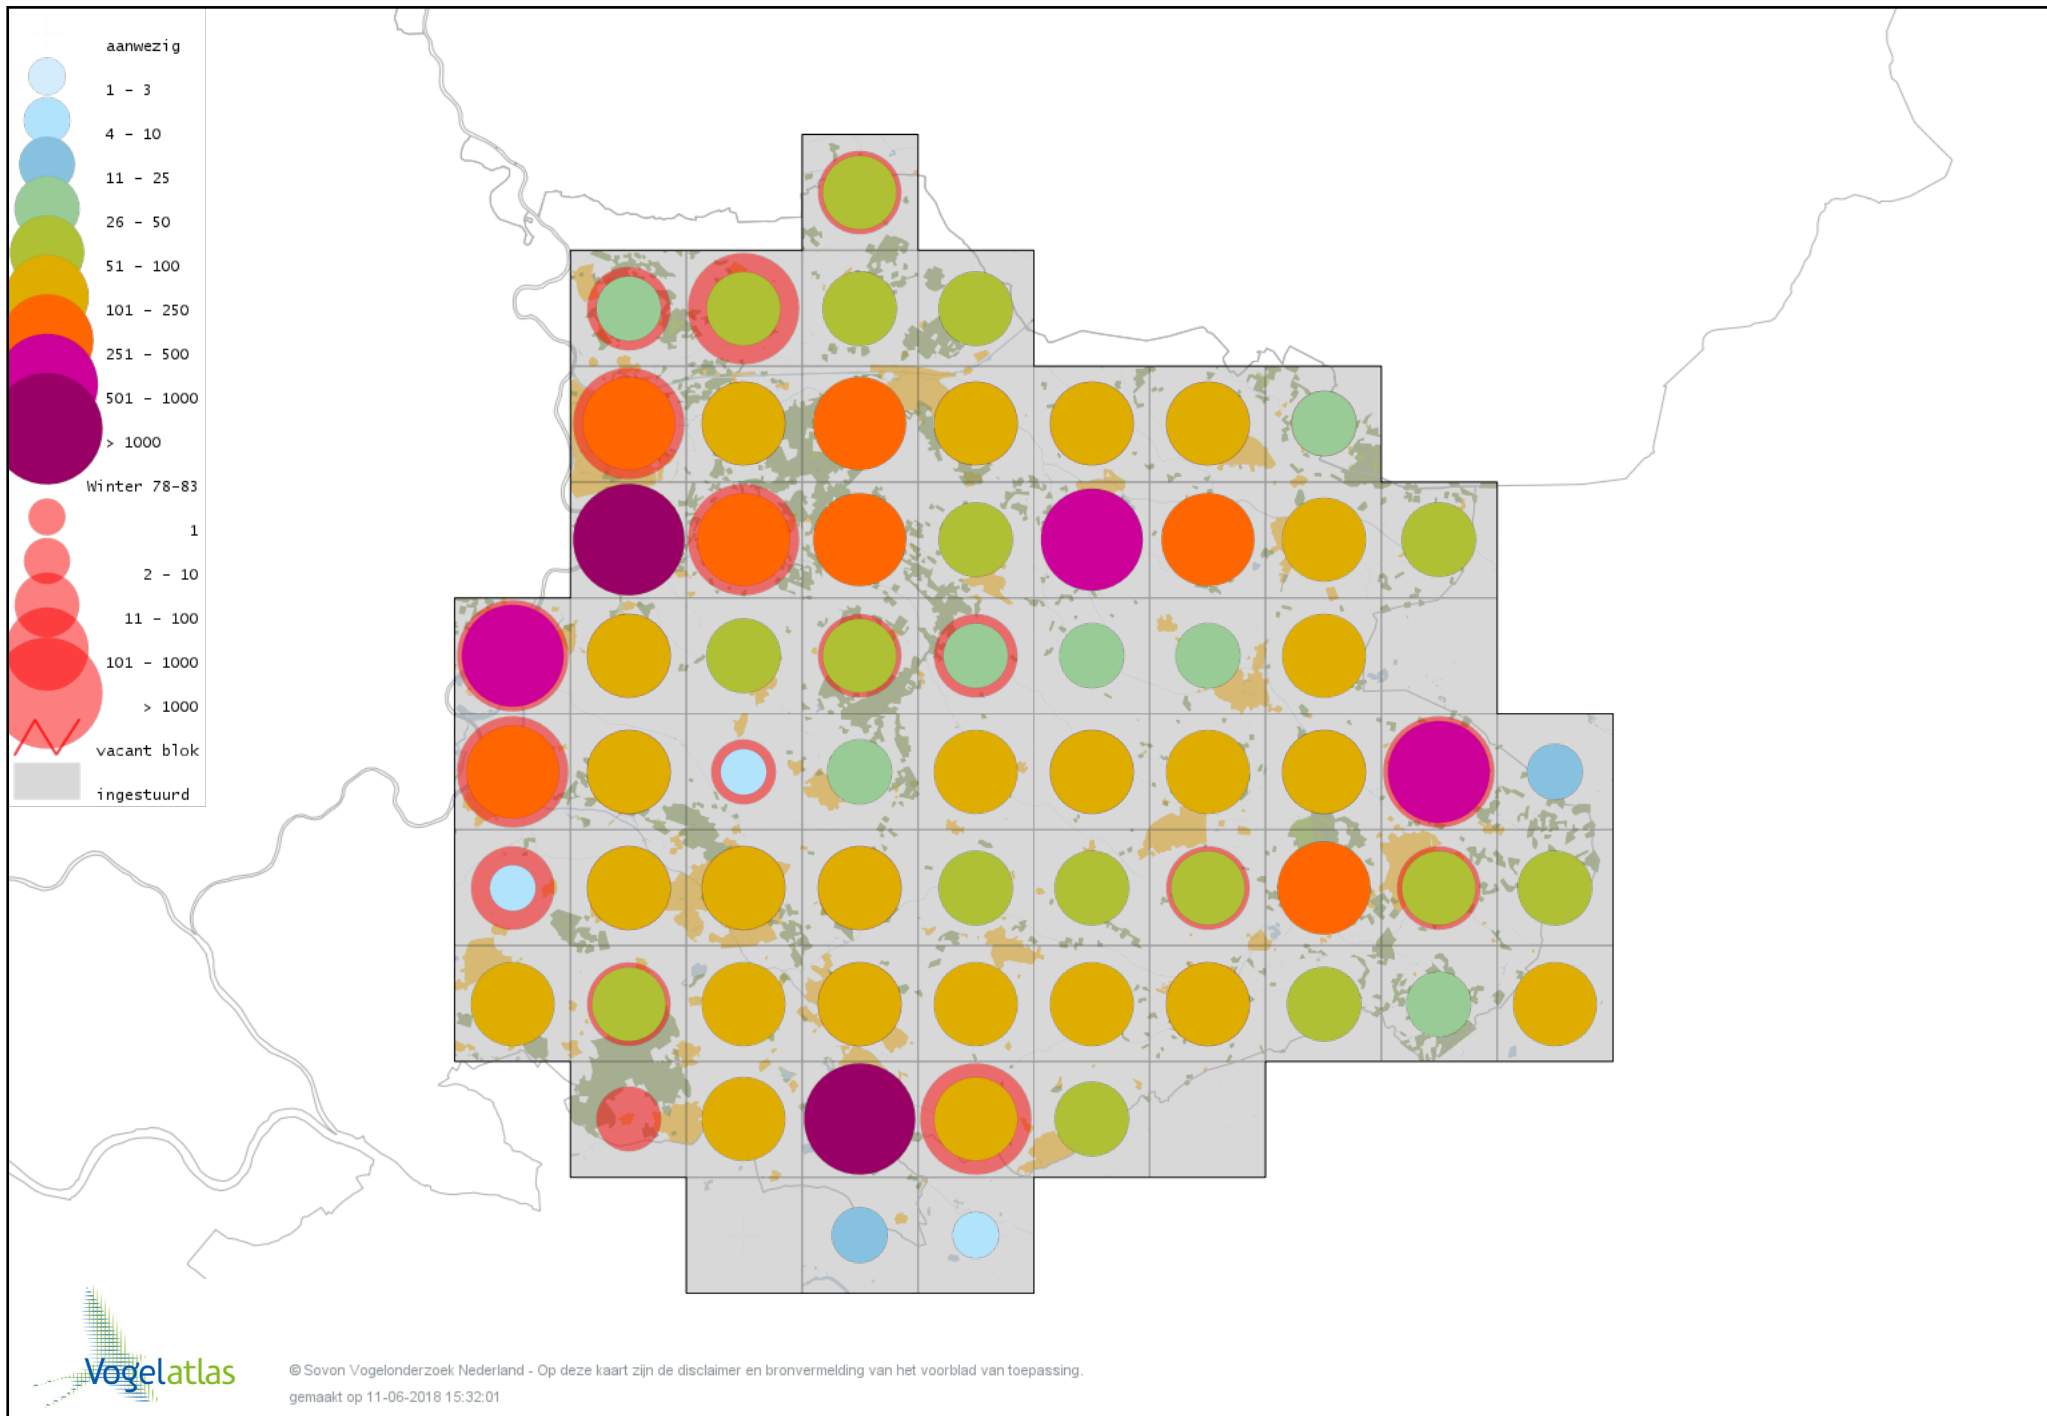 aanwezig
1 - 3
4 - 10
11 - 25
26 - 50
51 - 100
101 - 250
251 - 500
501 - 1000
> 1000
Winter 78-83
1
2 - 10
11 - 100
101 - 1000
> 1000
vacant blok
ingestuurd
Vogelatlas
© Sovon Vogelonderzoek Nederland - Op deze kaart zijn de disclaimer en bronvermelding van het voorblad van toepassing.
gemaakt op 11-06-2018 15:32:01